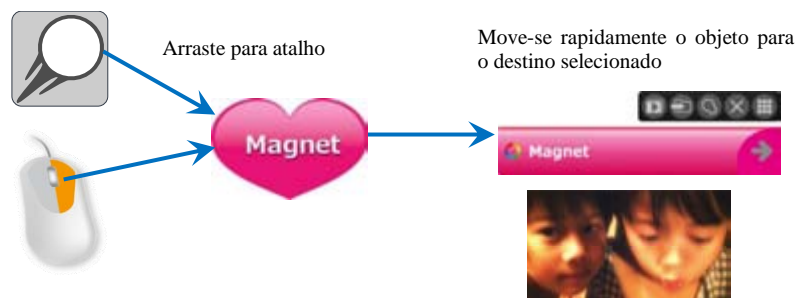 Arraste para atalho
Move-se rapidamente o objeto para
o destino selecionado
Magnet
Magnet